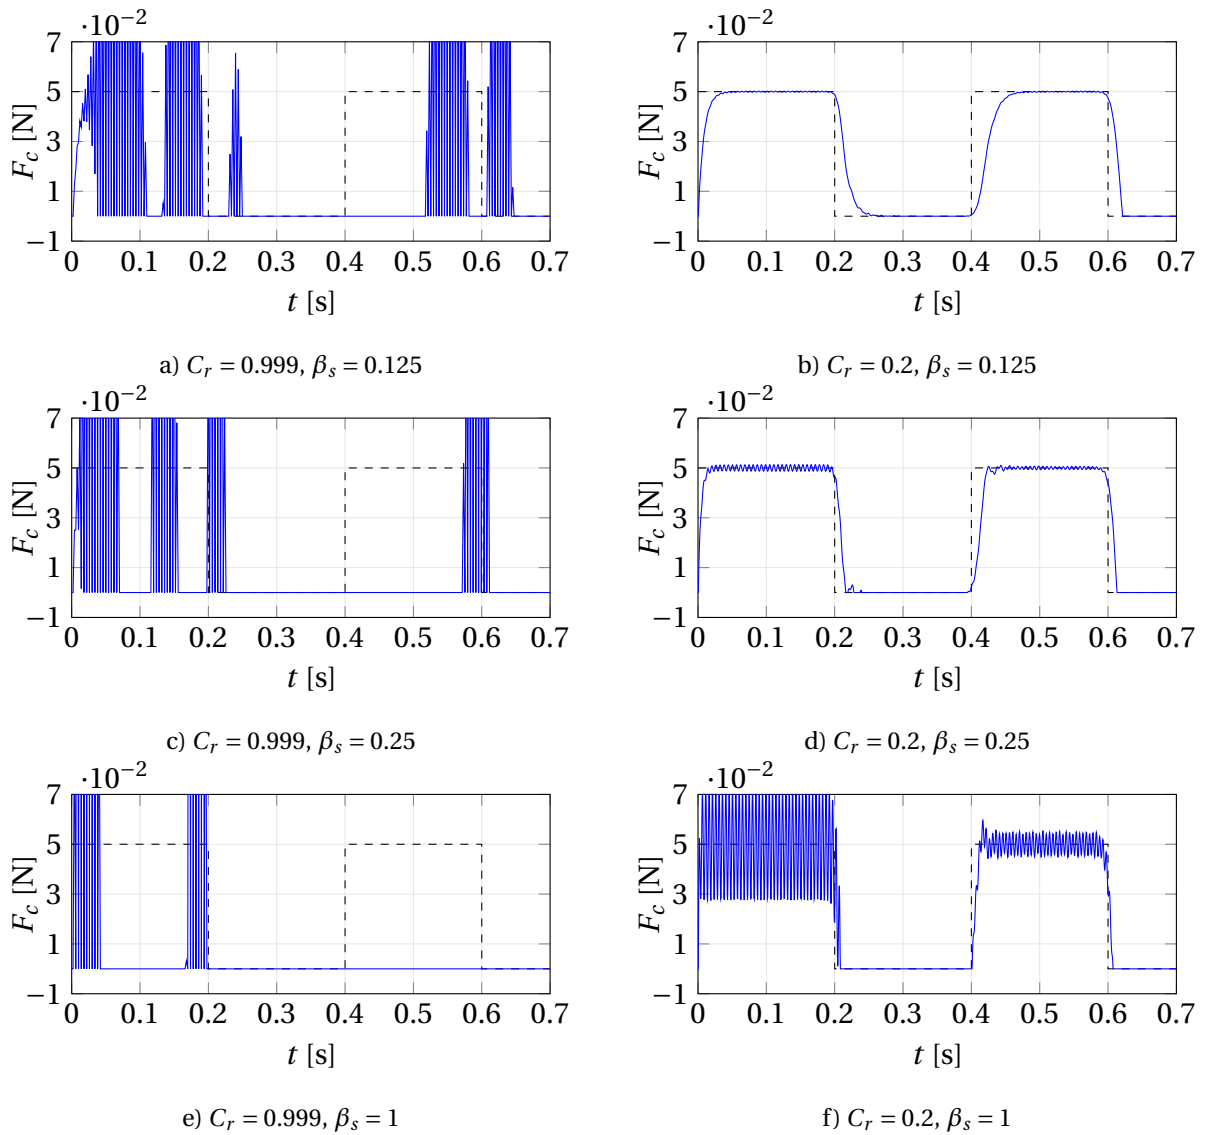 ·10⁻² ·10⁻²
7 7
5 5
3 3
1 1
−1 −1
F_c [N] F_c [N]
0 0.1 0.2 0.3 0.4 0.5 0.6 0.7 0 0.1 0.2 0.3 0.4 0.5 0.6 0.7
t [s] t [s]
a) C_r = 0.999, β_s = 0.125 b) C_r = 0.2, β_s = 0.125
·10⁻² ·10⁻²
7 7
5 5
3 3
1 1
−1 −1
F_c [N] F_c [N]
0 0.1 0.2 0.3 0.4 0.5 0.6 0.7 0 0.1 0.2 0.3 0.4 0.5 0.6 0.7
t [s] t [s]
c) C_r = 0.999, β_s = 0.25 d) C_r = 0.2, β_s = 0.25
·10⁻² ·10⁻²
7 7
5 5
3 3
1 1
−1 −1
F_c [N] F_c [N]
0 0.1 0.2 0.3 0.4 0.5 0.6 0.7 0 0.1 0.2 0.3 0.4 0.5 0.6 0.7
t [s] t [s]
e) C_r = 0.999, β_s = 1 f) C_r = 0.2, β_s = 1